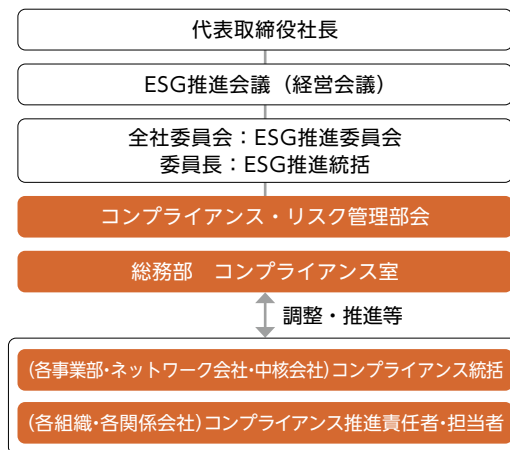 代表取締役社長
ESG推進会議（経営会議）
全社委員会：ESG推進委員会
委員長：ESG推進統括
コンプライアンス・リスク管理部会
総務部　コンプライアンス室
調整・推進等
(各事業部･ネットワーク会社･中核会社)コンプライアンス統括
(各組織･各関係会社)コンプライアンス推進責任者･担当者